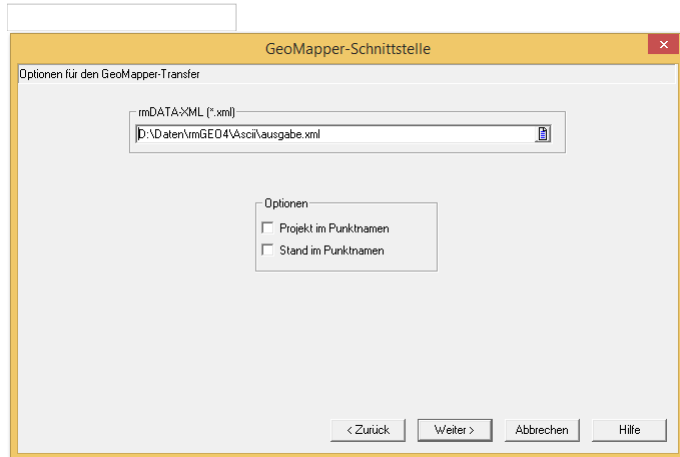 GeoMapper-Schnittstelle
Optionen für den GeoMapper-Transfer
rmDATA-XML (*.xml)
D:\Daten\rmGEO4\Ascii\ausgabe.xml
Optionen
Projekt im Punktnamen
Stand im Punktnamen
< Zurück Weiter > Abbrechen Hilfe